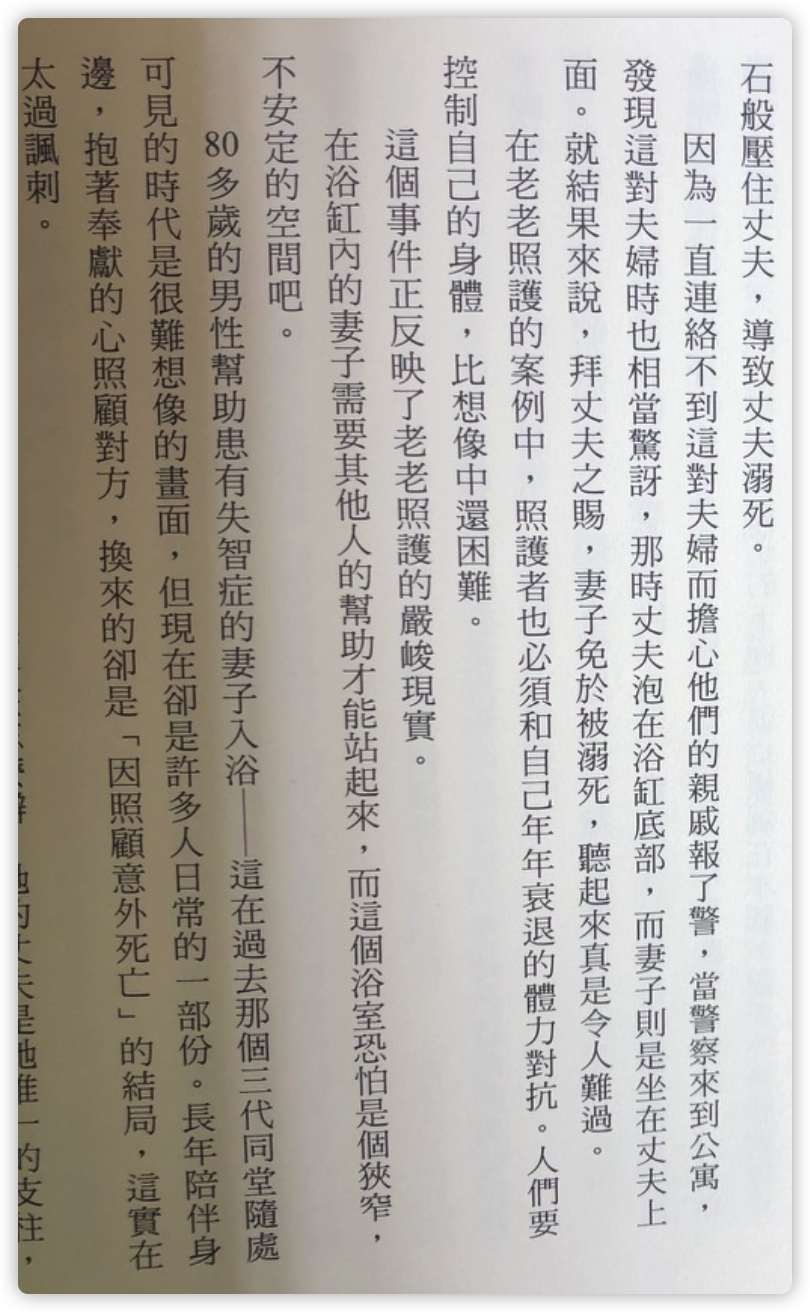 石般壓住丈夫，導致丈夫溺死。
因為一直連絡不到這對夫婦而擔心他們的親戚報了警，當警察來到公寓，
發現這對夫婦時也相當驚訝，那時丈夫泡在浴缸底部，而妻子則是坐在丈夫上
面。就結果來說，拜丈夫之賜，妻子免於被溺死，聽起來真是令人難過。
在老老照護的案例中，照護者也必須和自己年年衰退的體力對抗。人們要
控制自己的身體，比想像中還困難。
這個事件正反映了老老照護的嚴峻現實。
在浴缸內的妻子需要其他人的幫助才能站起來，而這個浴室恐怕是個狹窄，
不安定的空間吧。
80多歲的男性幫助患有失智症的妻子入浴——這在過去那個三代同堂隨處
可見的時代是很難想像的畫面，但現在卻是許多人日常的一部份。長年陪伴身
邊，抱著奉獻的心照顧對方，換來的卻是「因照顧意外死亡」的結局，這實在
太過諷刺。
的丈夫是她唯一的支柱，